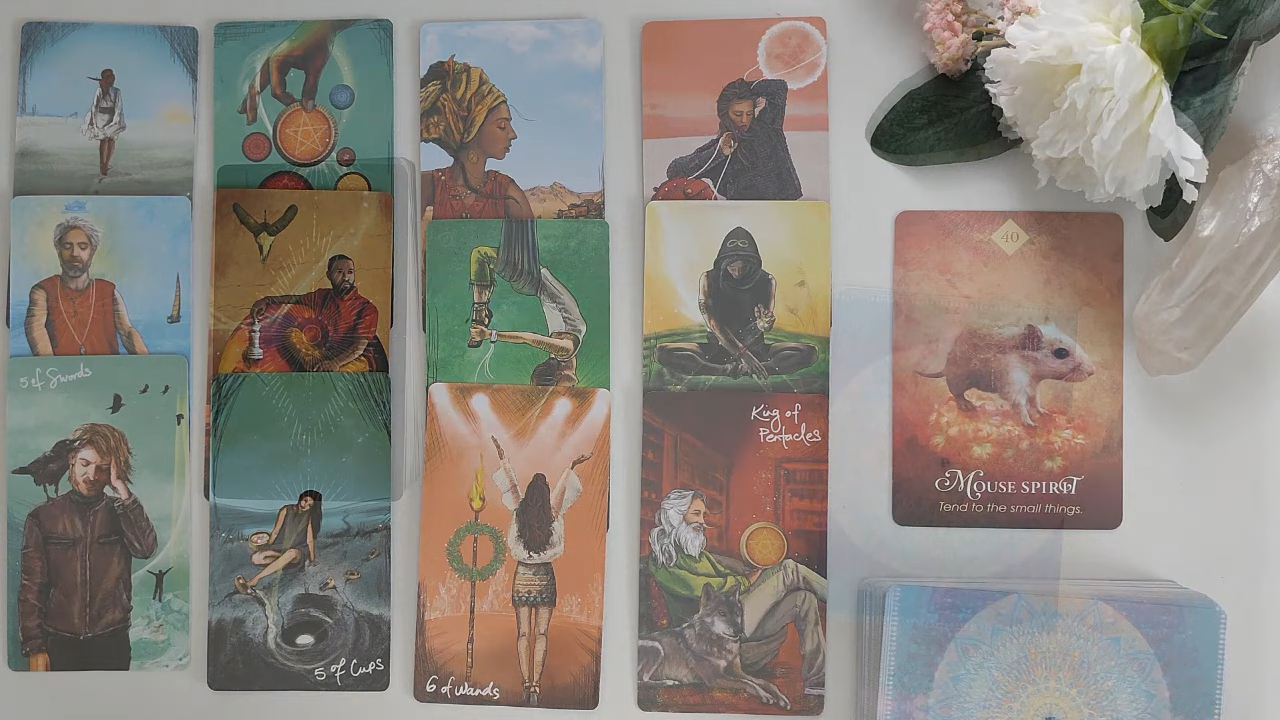 5 of Swords
5 of Cups
6 of Wands
King of
Pentacles
40
MOUSE SPIRIT
Tend to the small things.